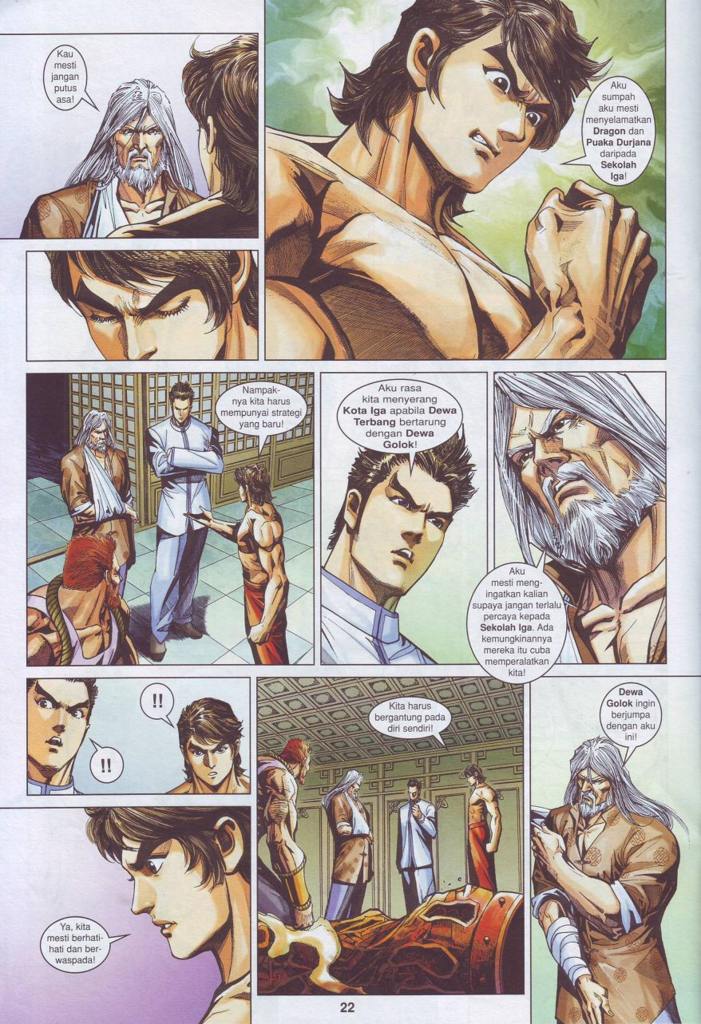 Kau
mesti
jangan
putus
asa!
Aku
sumpah
aku mesti
menyelamatkan
Dragon dan
Puaka Durjana
daripada
Sekolah
Iga!
Nampak-
nya kita harus
mempunyai strategi
yang baru!
Aku rasa
kita menyerang
Kota Iga apabila Dewa
Terbang bertarung
dengan Dewa
Golok!
Aku
mesti meng-
ingatkan kalian
supaya jangan terlalu
percaya kepada
Sekolah Iga. Ada
kemungkinannya
mereka itu cuba
memperalatkan
kita!
!!
!!
Kita harus
bergantung pada
diri sendiri!
Dewa
Golok ingin
berjumpa
dengan aku
ini!
Ya, kita
mesti berhati-
hati dan ber-
waspada!
22